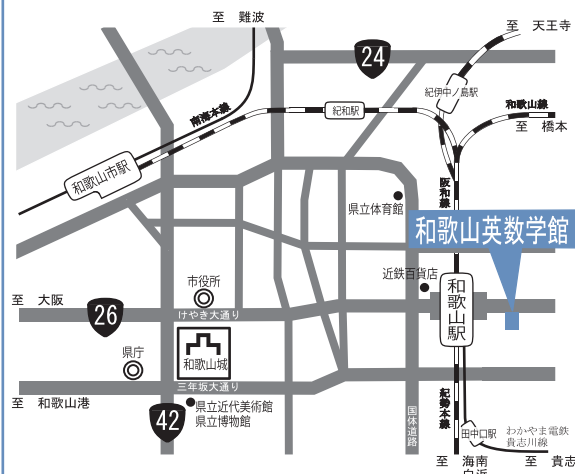 至 難波
至 天王寺
24
紀伊中ノ島駅
和歌山線
至 橋本
南海本線
紀和駅
和歌山市駅
阪和線
県立体育館
和歌山英数学館
近鉄百貨店
和歌山駅
市役所
至 大阪
26
けやき大通り
県庁
和歌山城
三年坂大通り
至 和歌山港
42
県立近代美術館
県立博物館
国体道路
紀勢本線
田中口駅
わかやま電鉄
貴志川線
至 海南
白浜
至 貴志